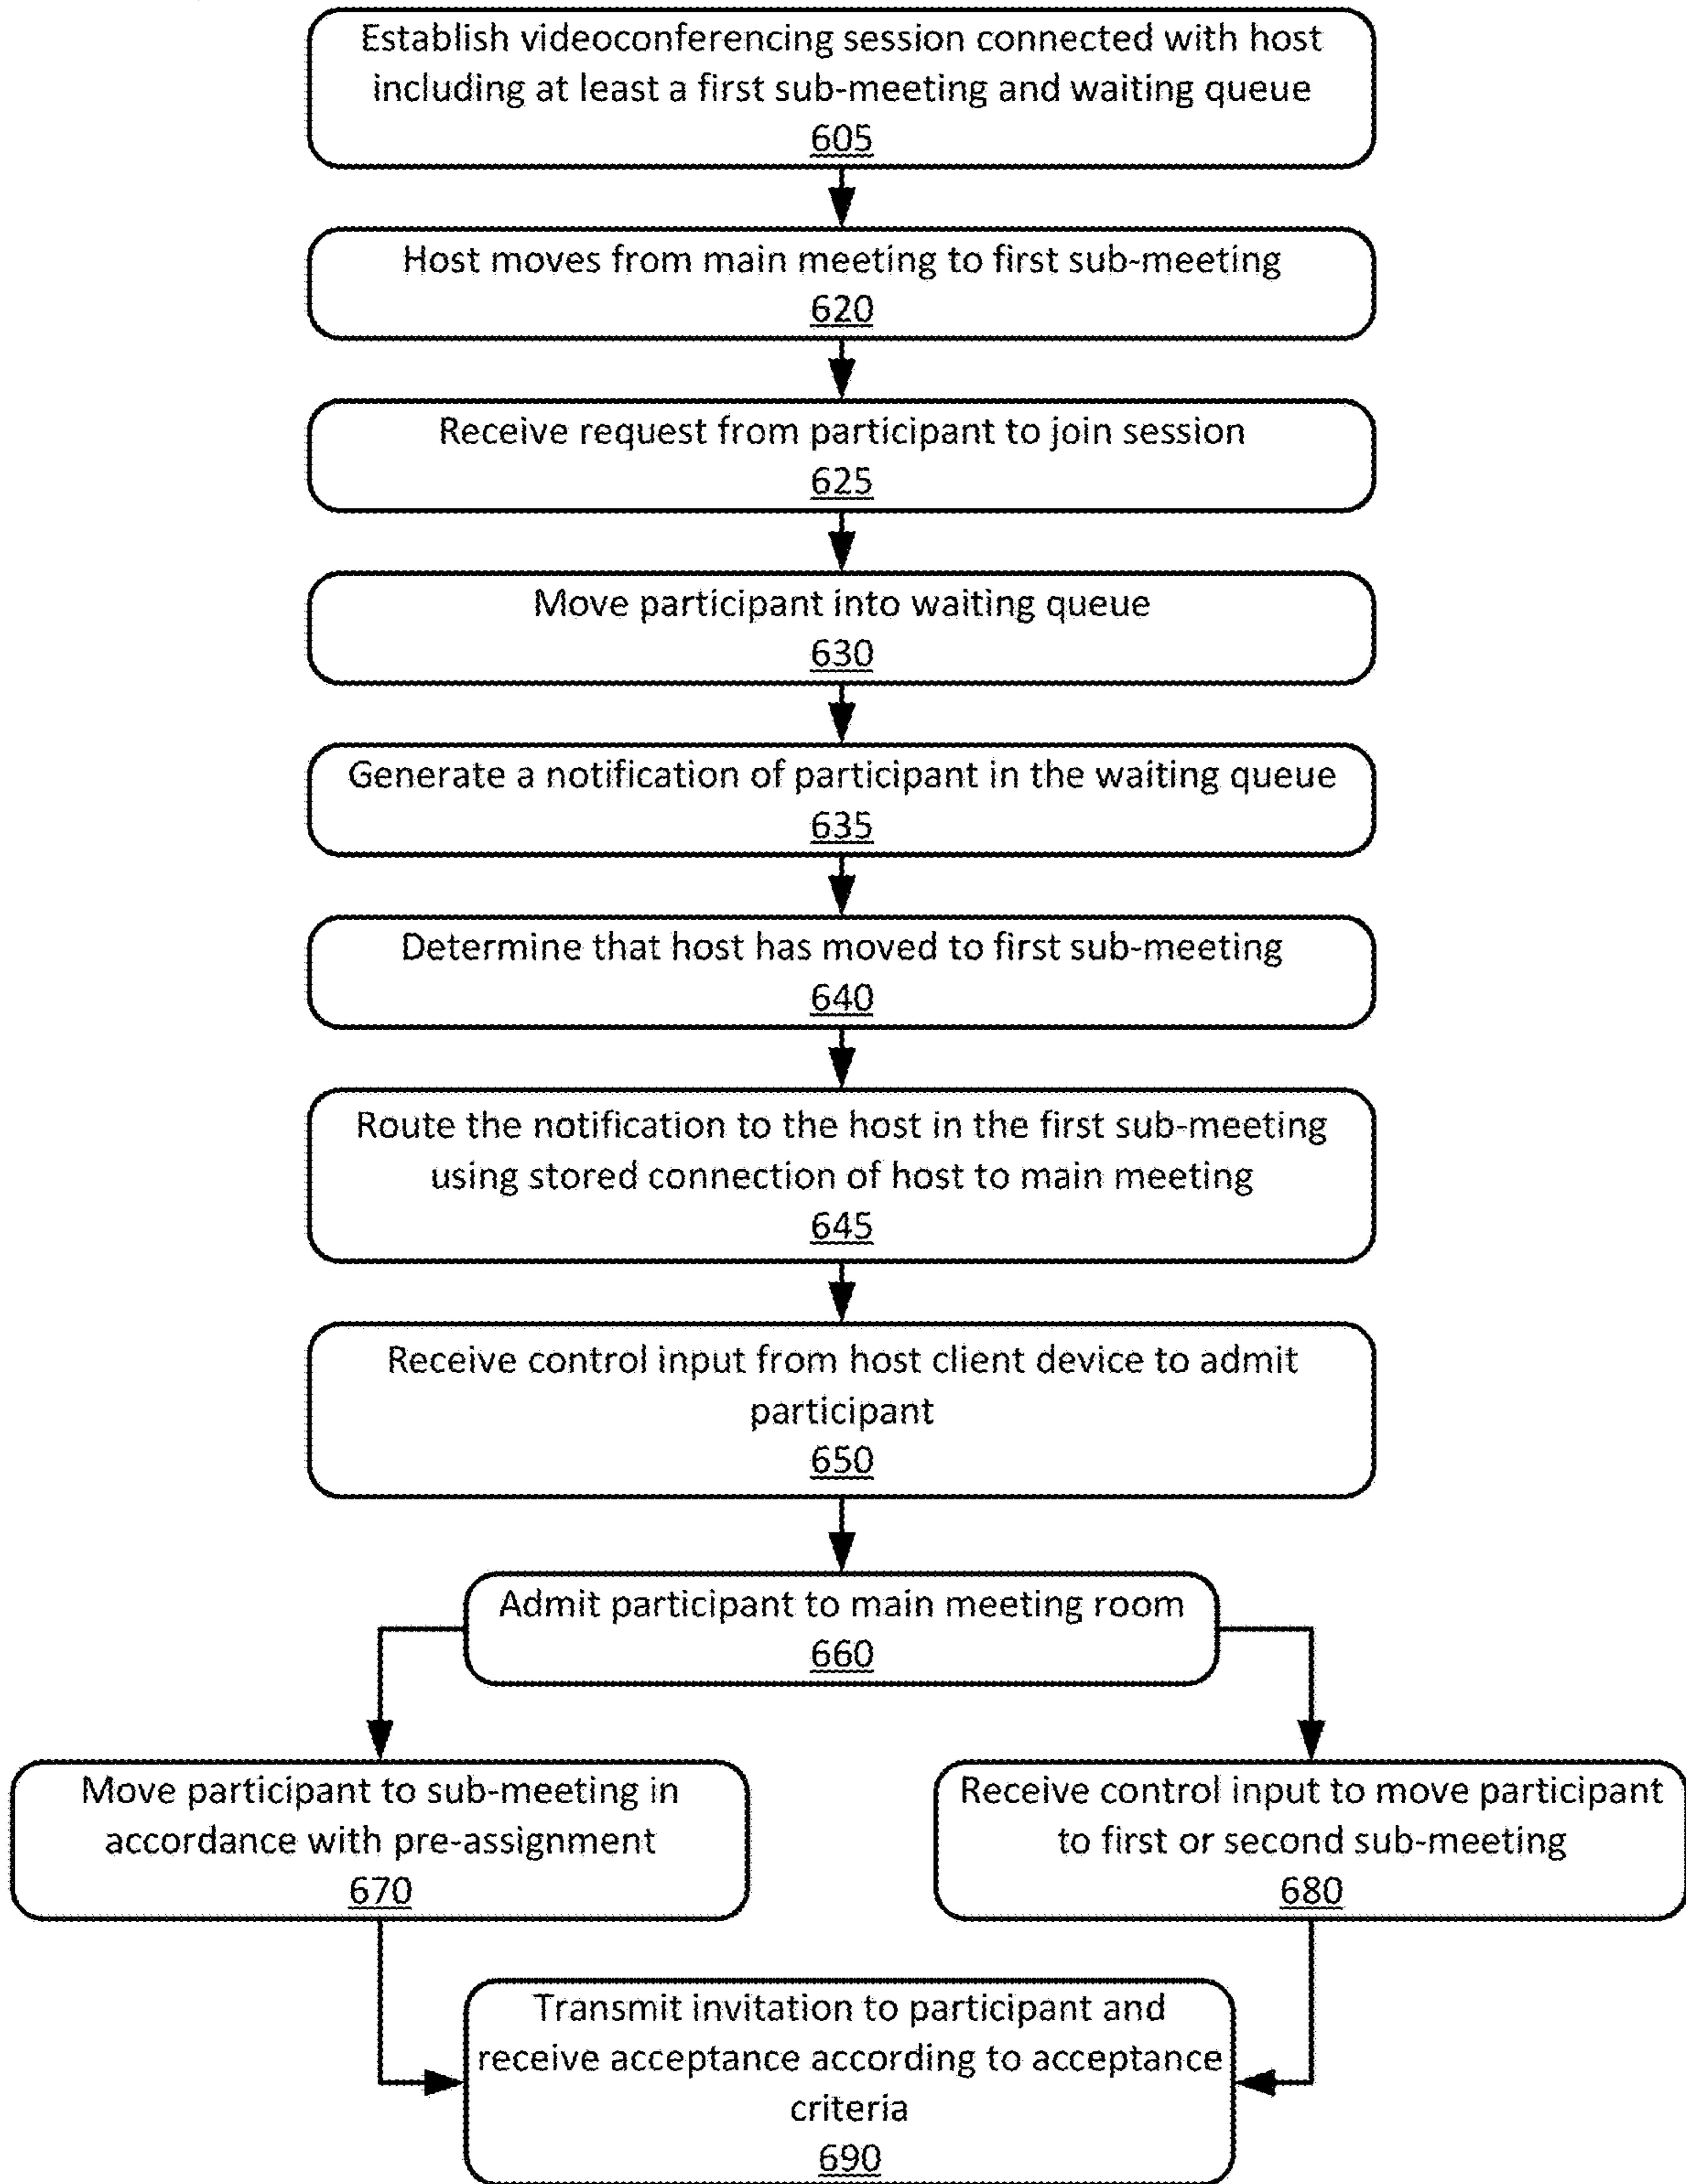 Establish videoconferencing session connected with host
including at least a first sub-meeting and waiting queue
605
Host moves from main meeting to first sub-meeting
620
Receive request from participant to join session
625
Move participant into waiting queue
630
Generate a notification of participant in the waiting queue
635
Determine that host has moved to first sub-meeting
640
Route the notification to the host in the first sub-meeting
using stored connection of host to main meeting
645
Receive control input from host client device to admit
participant
650
Admit participant to main meeting room
660
Move participant to sub-meeting in
accordance with pre-assignment
670
Receive control input to move participant
to first or second sub-meeting
680
Transmit invitation to participant and
receive acceptance according to acceptance
criteria
690